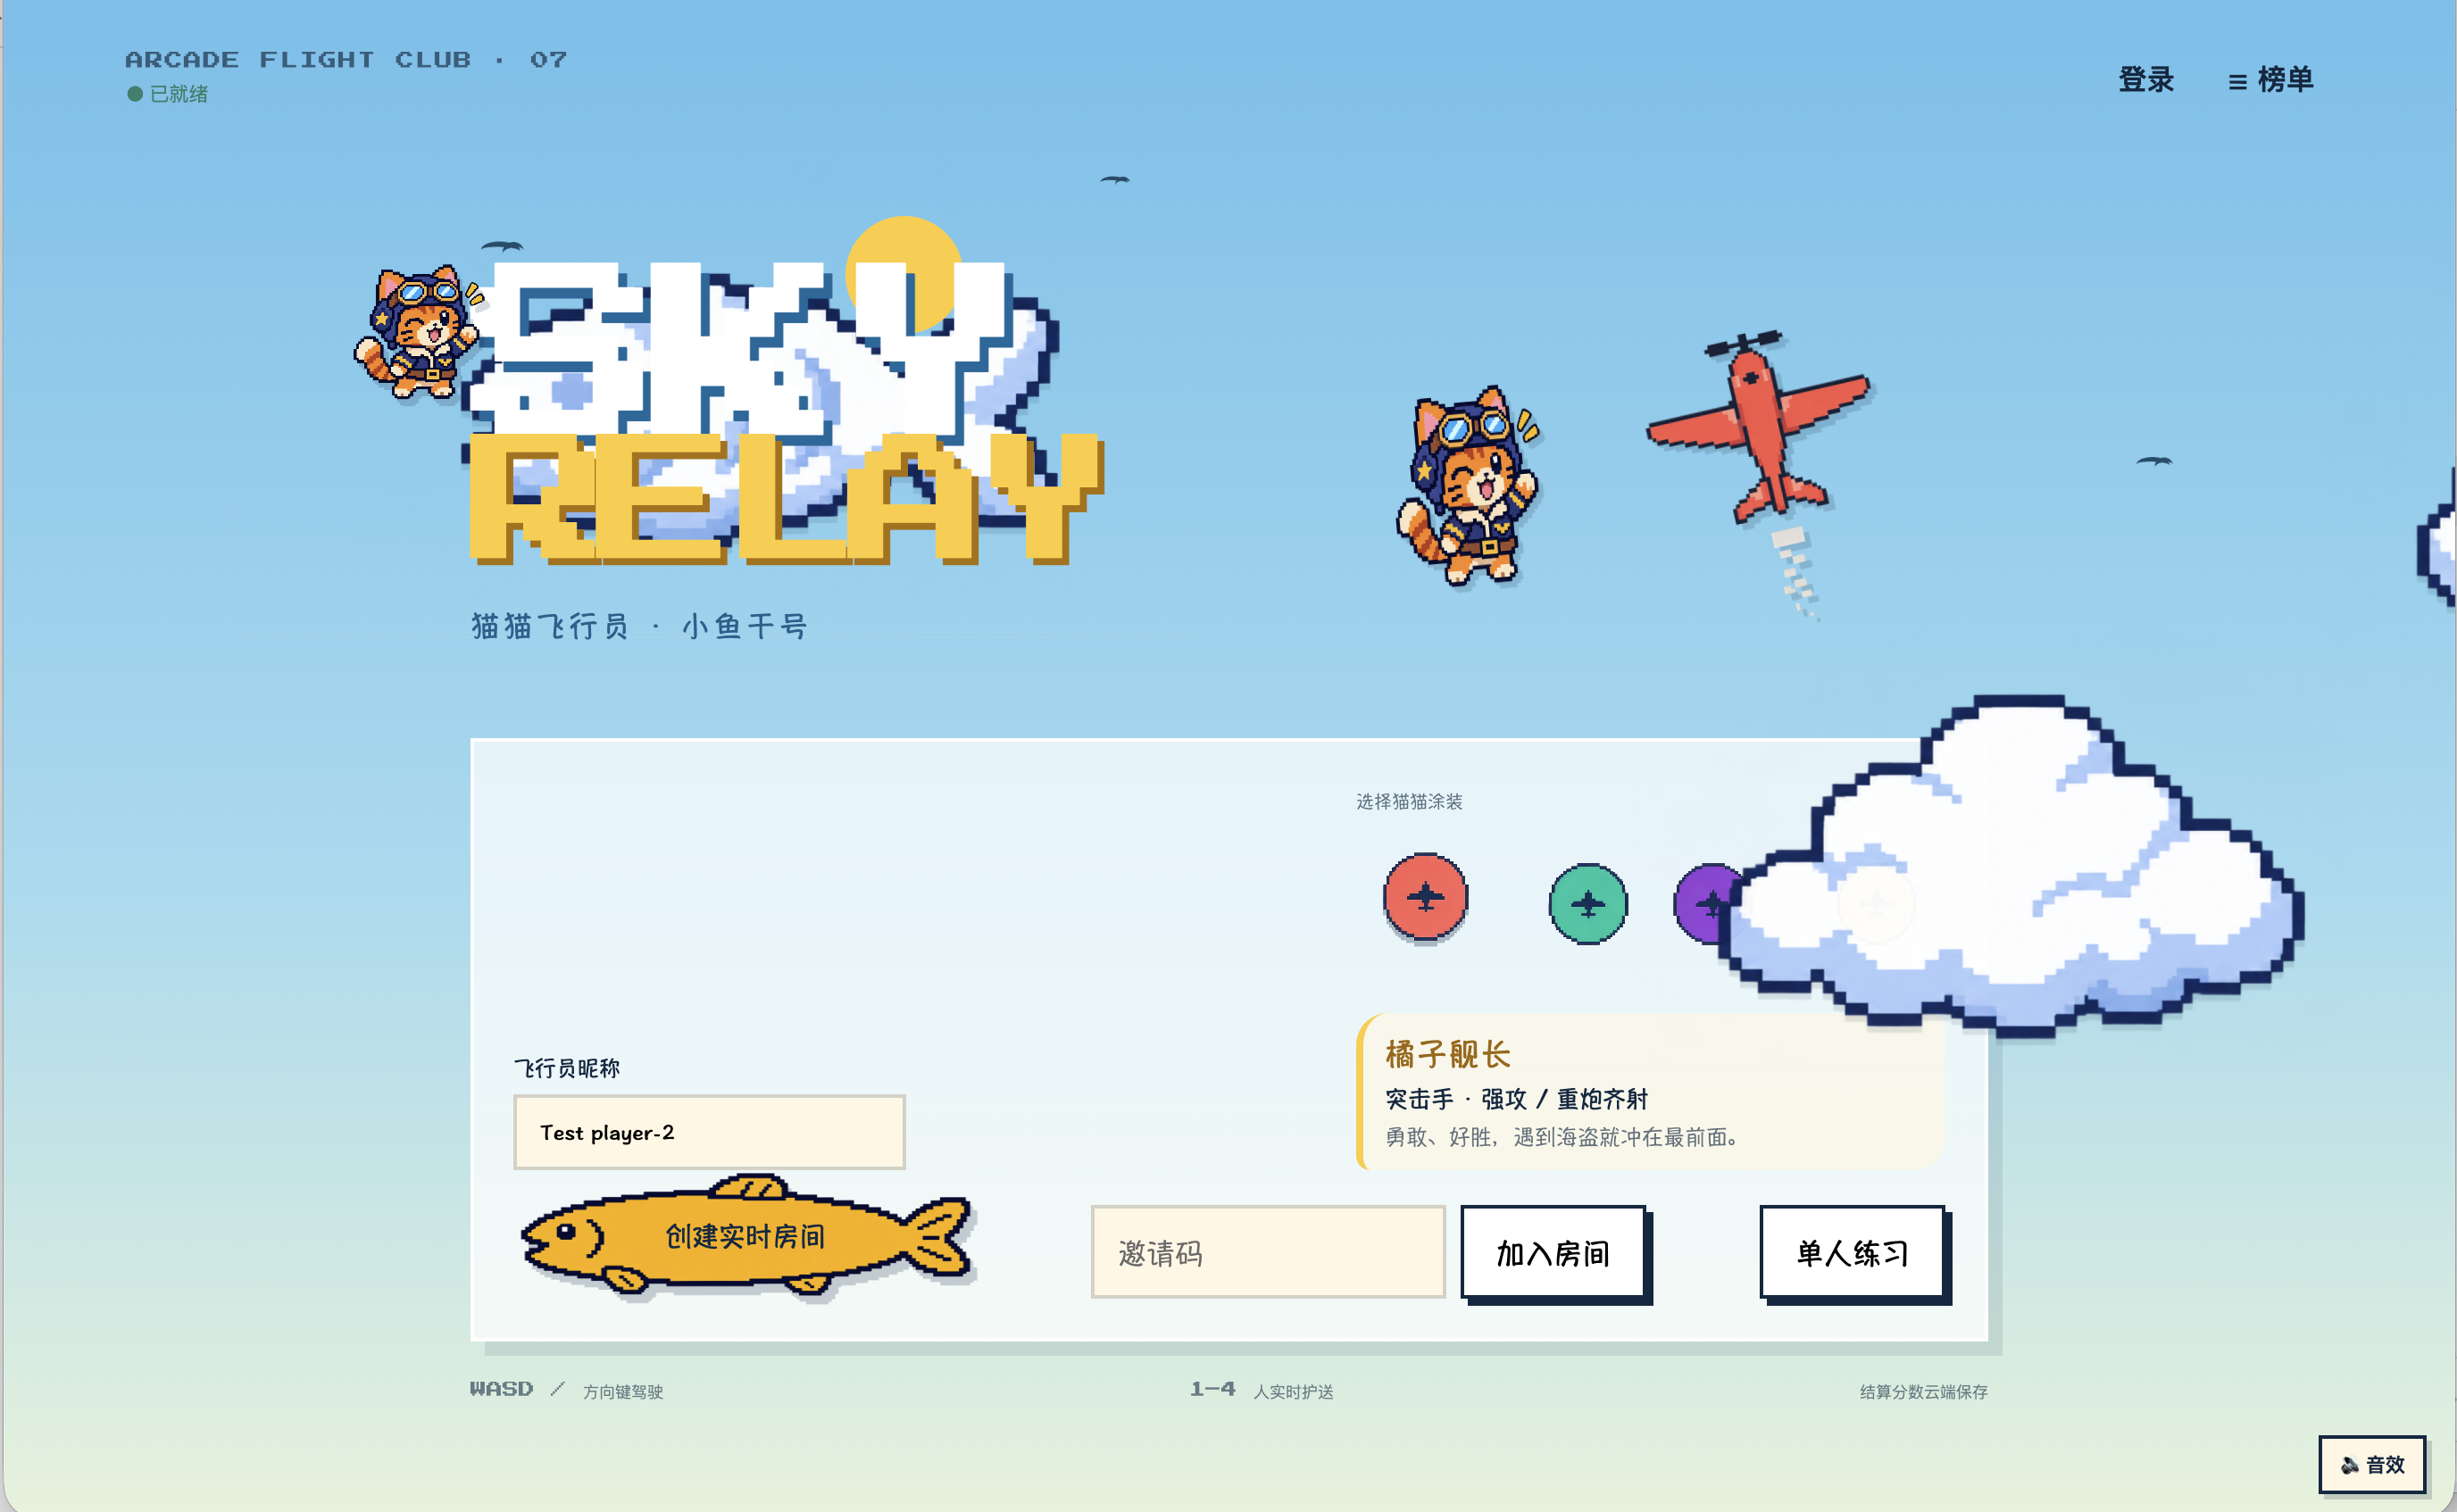 ARCADE FLIGHT CLUB · 07
已就绪
登录
≡ 榜单
SKY
RELAY
猫猫飞行员 · 小鱼干号
选择猫猫涂装
橘子舰长
突击手 · 强攻 / 重炮齐射
勇敢、好胜，遇到海盗就冲在最前面。
飞行员昵称
Test player-2
创建实时房间
邀请码
加入房间
单人练习
WASD / 方向键驾驶
1—4 人实时护送
结算分数云端保存
音效